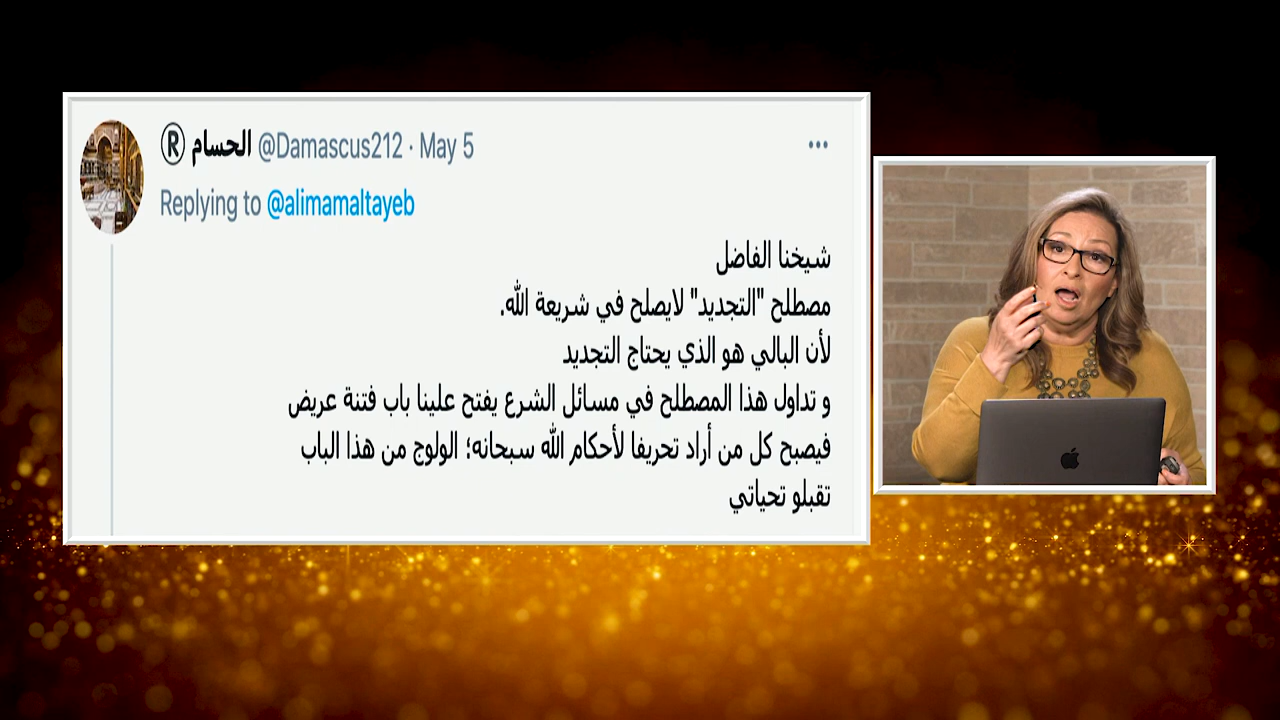 الحسام ® @Damascus212 · May 5
Replying to @alimamaltayeb
شيخنا الفاضل
مصطلح "التجديد" لايصلح في شريعة الله.
لأن البالي هو الذي يحتاج التجديد
و تداول هذا المصطلح في مسائل الشرع يفتح علينا باب فتنة عريض
فيصبح كل من أراد تحريفا لأحكام الله سبحانه؛ الولوج من هذا الباب
تقبلو تحياتي